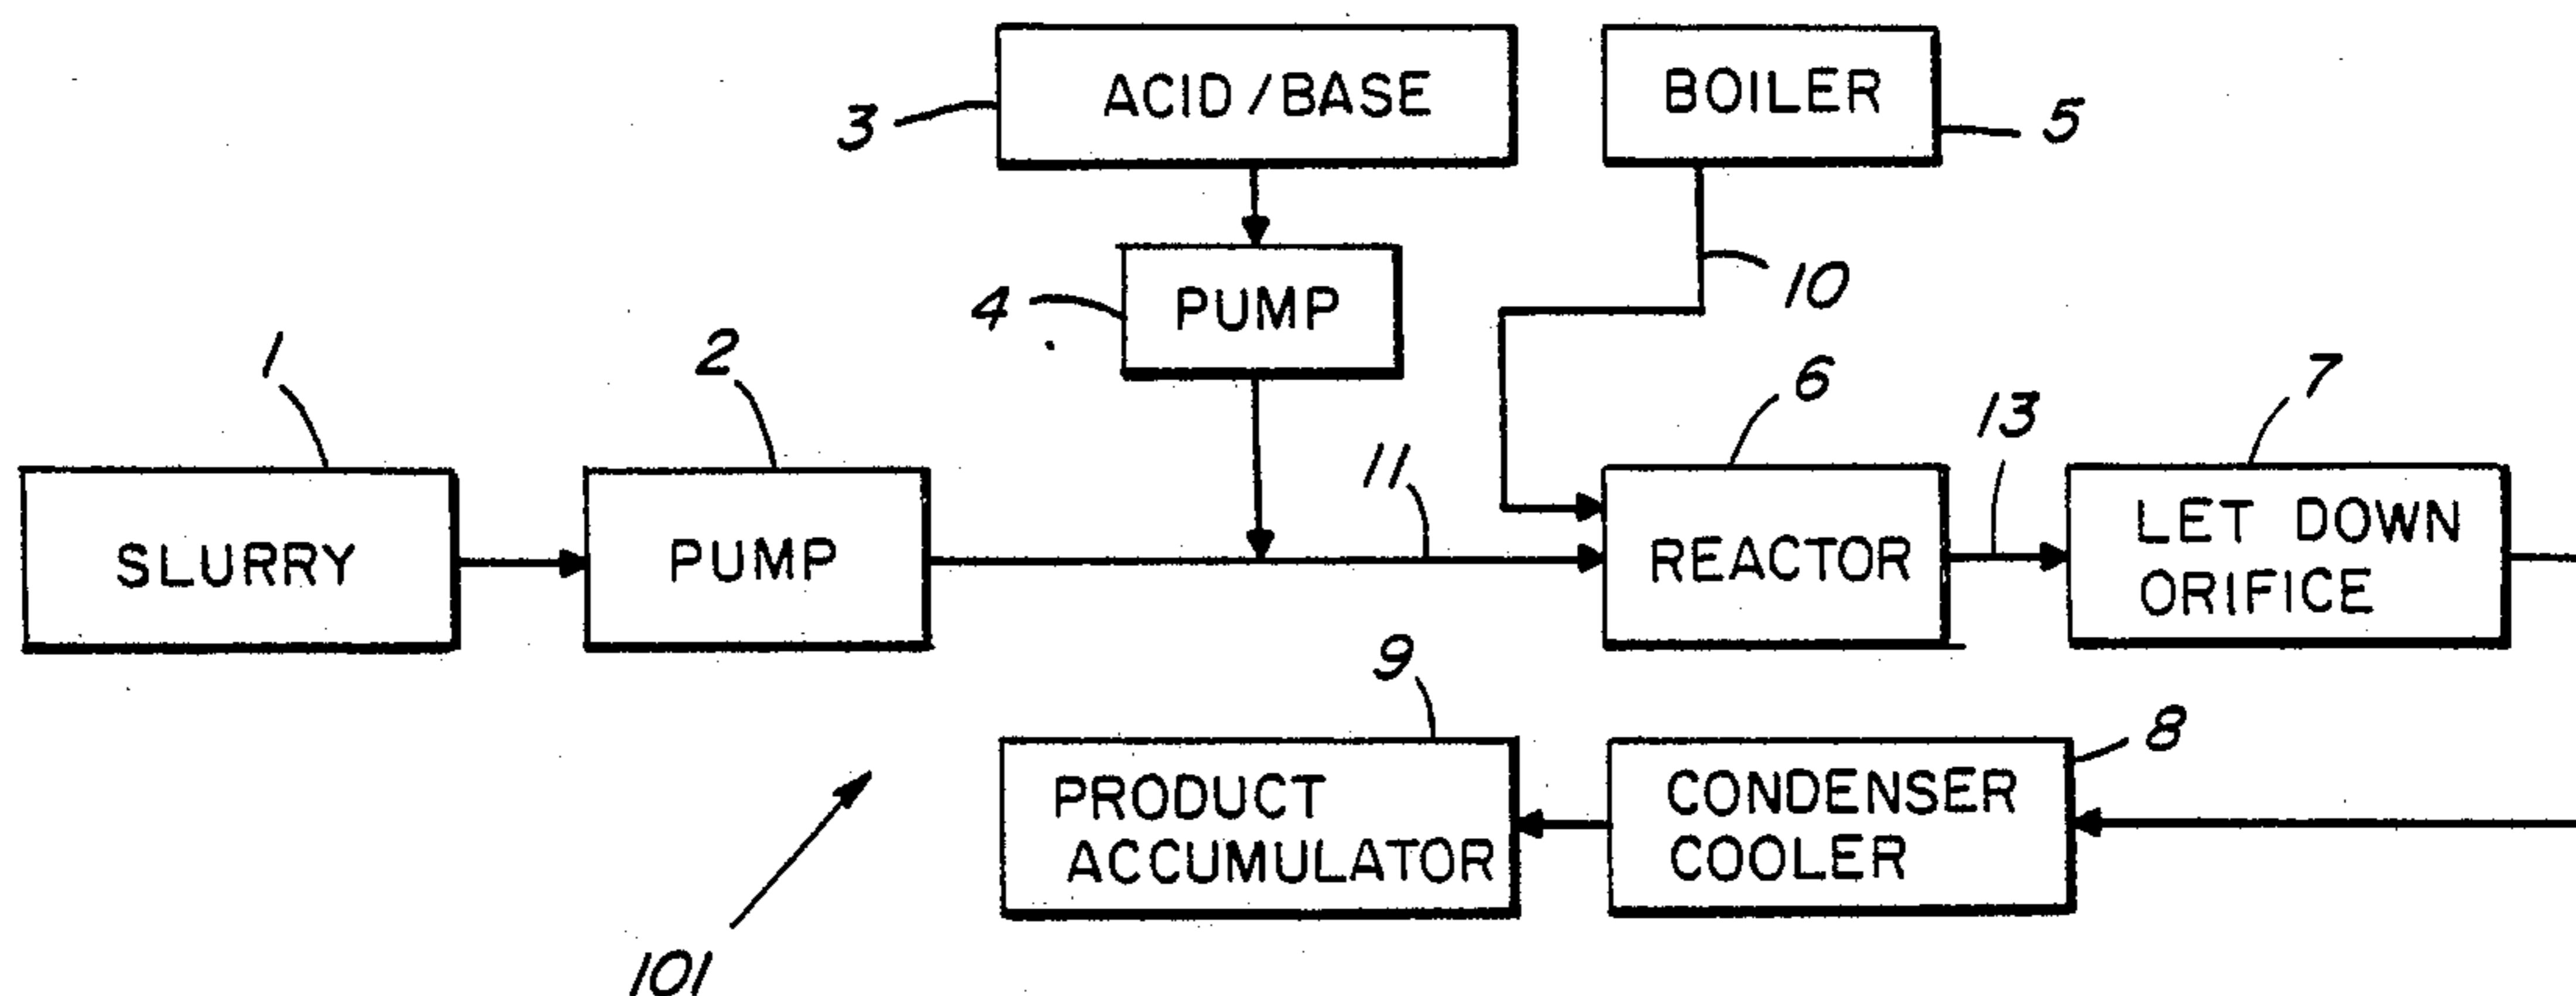 ACID / BASE
BOILER
3
5
PUMP
4
10
1
2
6
13
7
11
SLURRY
PUMP
REACTOR
LET DOWN
ORIFICE
9
8
PRODUCT
ACCUMULATOR
CONDENSER
COOLER
101